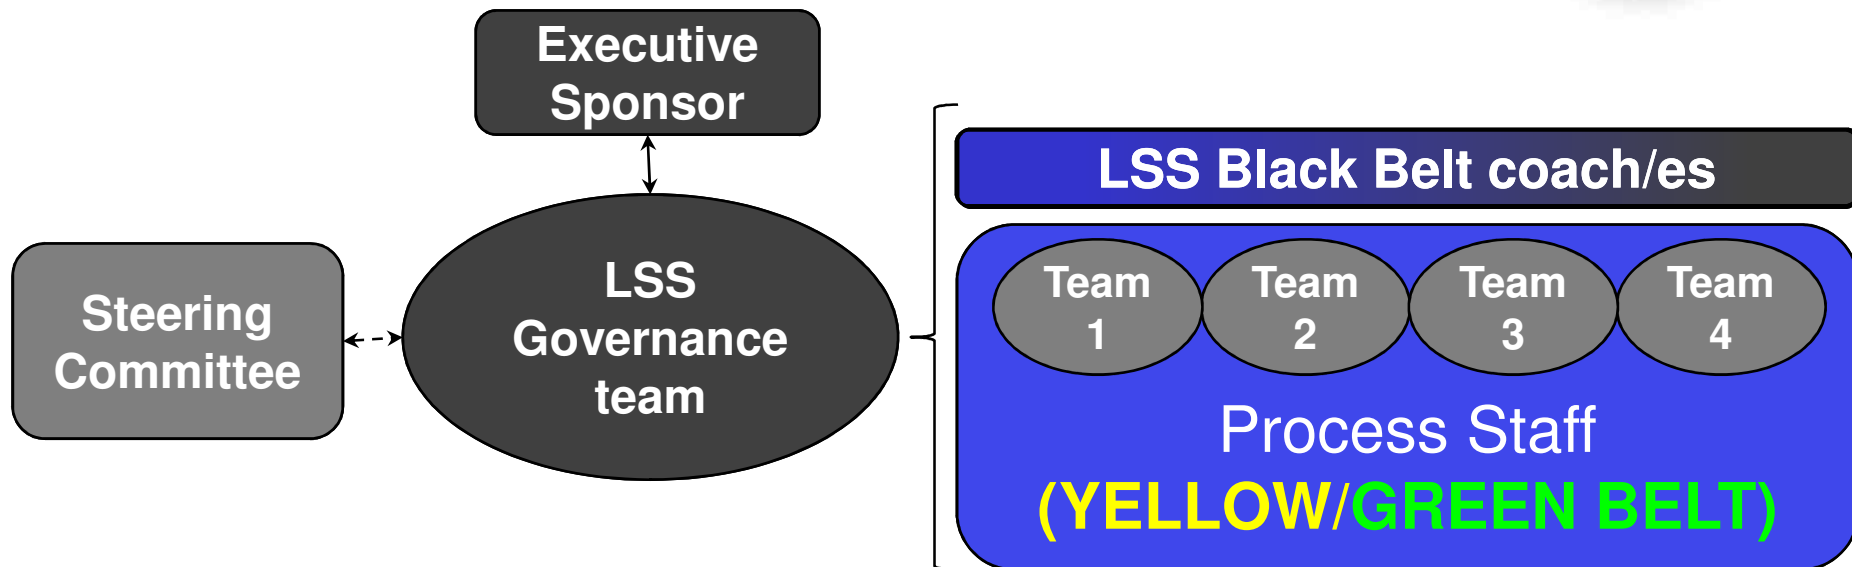 Executive
Sponsor
LSS Black Belt coach/es
Steering
Committee
LSS
Governance
team
Team
1
Team
2
Team
3
Team
4
Process Staff
(YELLOW/GREEN BELT)